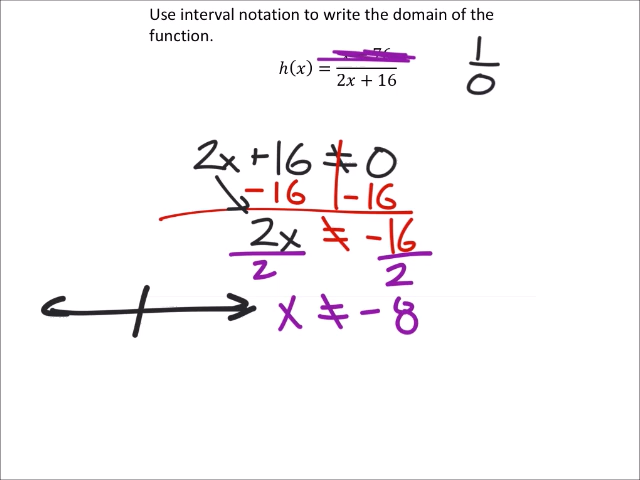 Use interval notation to write the domain of the
function.
h(x) =
2x + 16
1
0
2x + 16 ≠ 0
-16 -16
2x ≠ -16
2 2
x ≠ -8